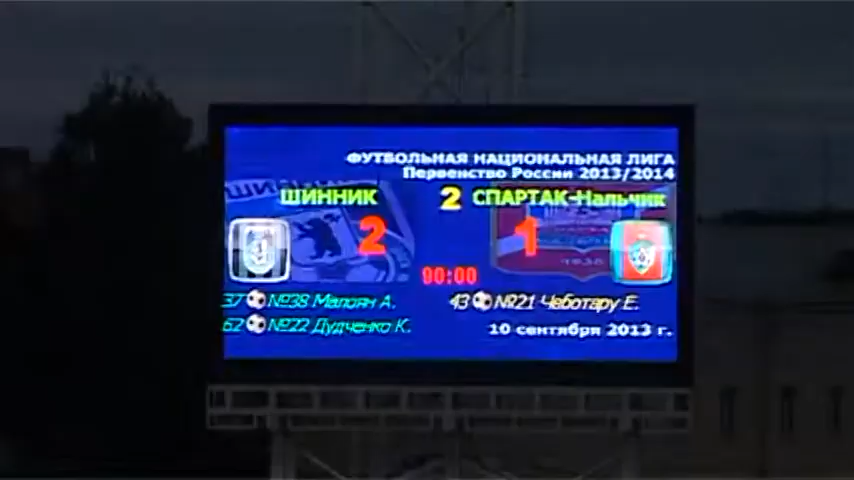 ФУТБОЛЬНАЯ НАЦИОНАЛЬНАЯ ЛИГА
Первенство России 2013/2014
ШИННИК 2 СПАРТАК-Нальчик
2 1
90:00
37 №38 Малоян А. 43 №21 Чеботару Е.
62 №22 Дудченко К.
10 сентября 2013 г.